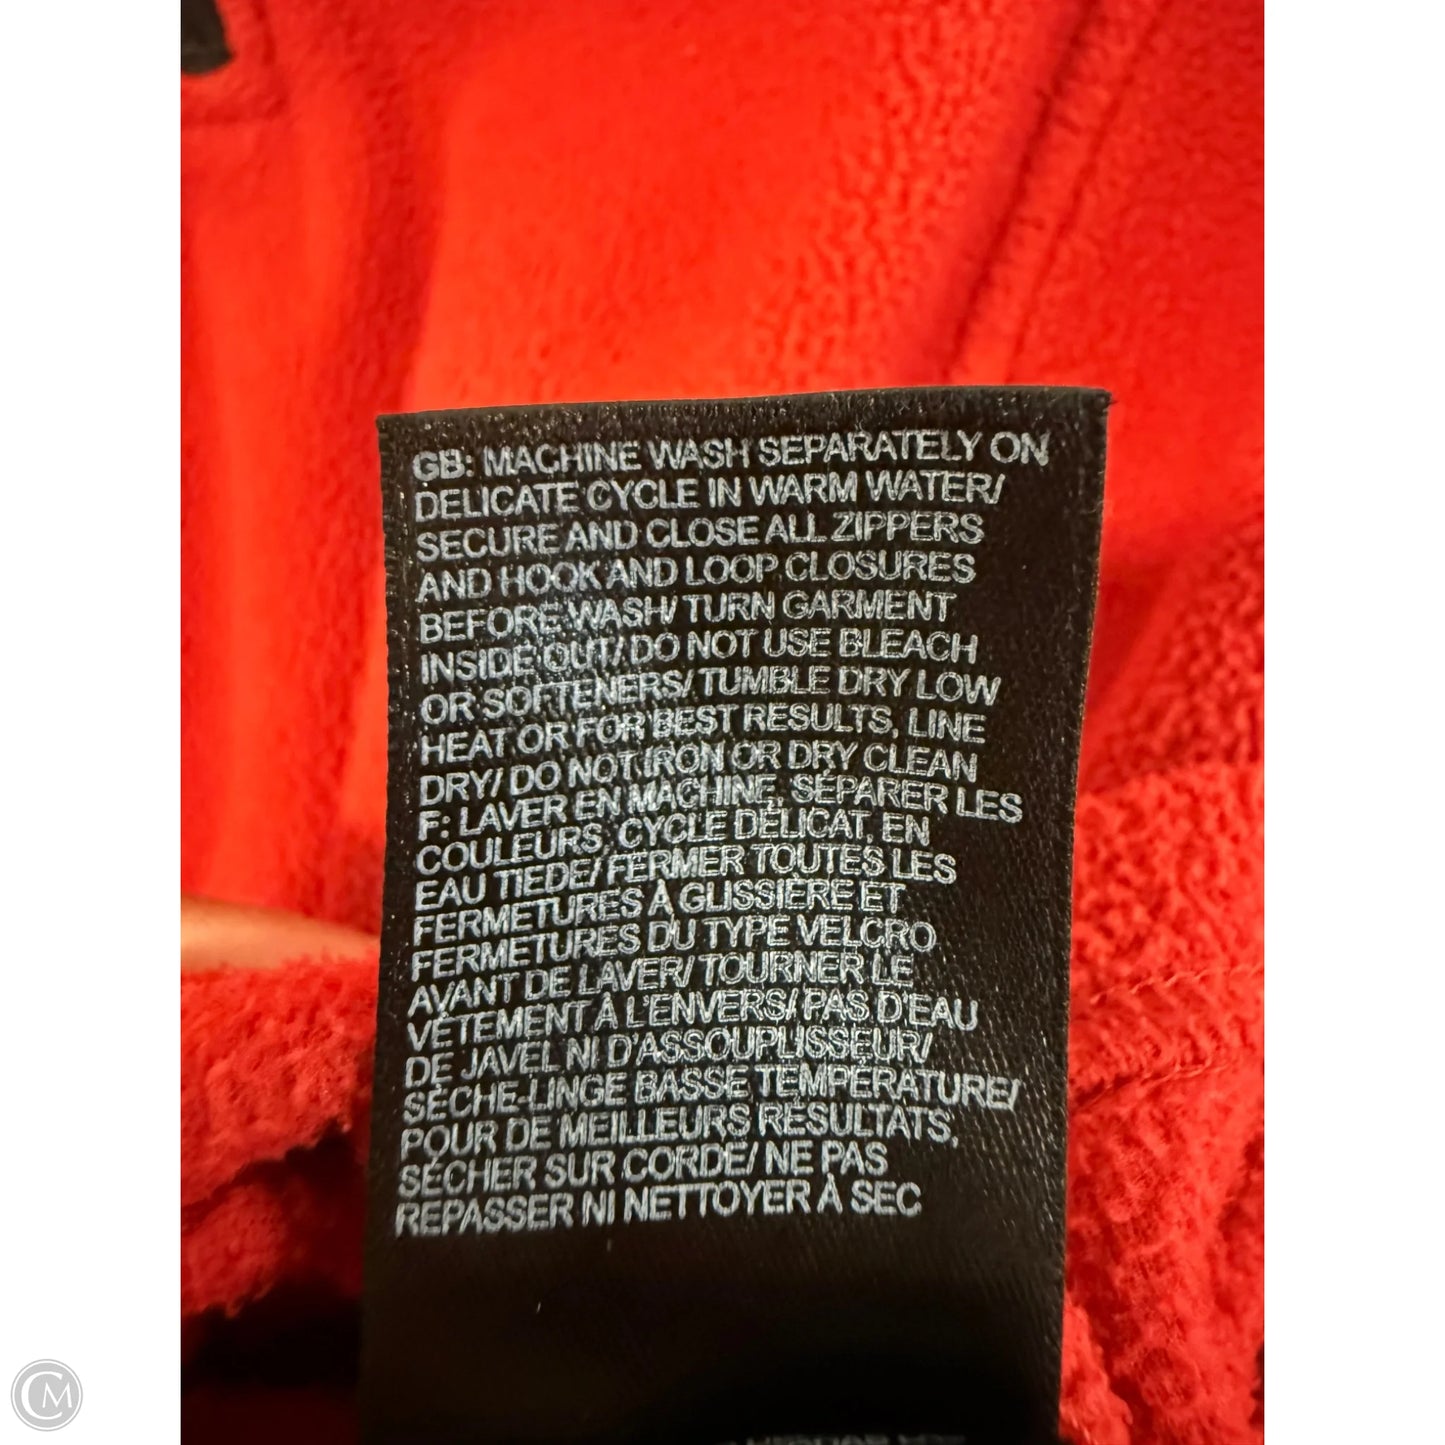 GB: MACHINE WASH SEPARATELY ON
DELICATE CYCLE IN WARM WATER/
SECURE AND CLOSE ALL ZIPPERS
AND HOOK AND LOOP CLOSURES
BEFORE WASH/ TURN GARMENT
INSIDE OUT/ DO NOT USE BLEACH
OR SOFTENERS/ TUMBLE DRY LOW
HEAT OR FOR BEST RESULTS, LINE
DRY/ DO NOT IRON OR DRY CLEAN
F: LAVER EN MACHINE, SÉPARER LES
COULEURS, CYCLE DÉLICAT, EN
EAU TIEDE/ FERMER TOUTES LES
FERMETURES À GLISSIÈRE ET
FERMETURES DU TYPE VELCRO
AVANT DE LAVER/ TOURNER LE
VÊTEMENT À L'ENVERS/ PAS D'EAU
DE JAVEL NI D'ASSOUPLISSEUR/
SÈCHE-LINGE BASSE TEMPÉRATURE/
POUR DE MEILLEURS RÉSULTATS,
SÉCHER SUR CORDE/ NE PAS
REPASSER NI NETTOYER À SEC
CM